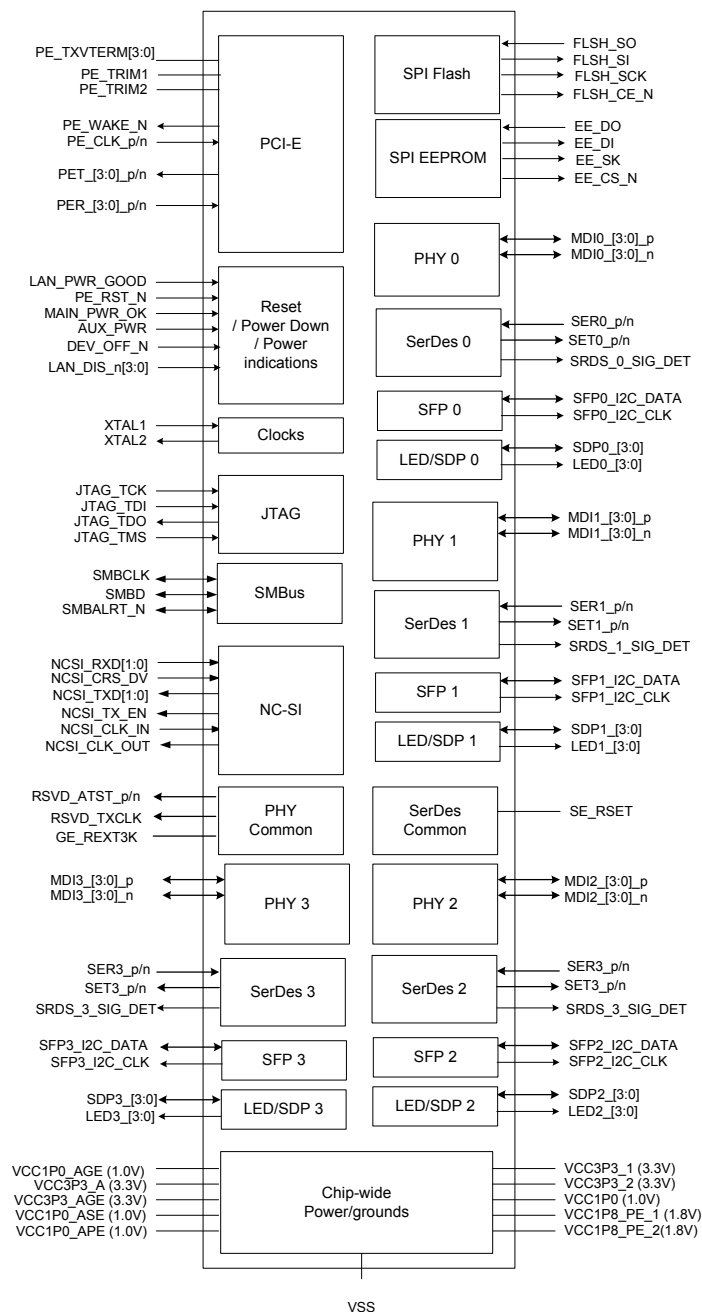 PE_TXVTERM[3:0]
PE_TRIM1
PE_TRIM2
PE_WAKE_N
PE_CLK_p/n
PET_[3:0]_p/n
PER_[3:0]_p/n
PCI-E
LAN_PWR_GOOD
PE_RST_N
MAIN_PWR_OK
AUX_PWR
DEV_OFF_N
LAN_DIS_n[3:0]
Reset
/ Power Down
/ Power
indications
XTAL1
XTAL2
Clocks
JTAG_TCK
JTAG_TDI
JTAG_TDO
JTAG_TMS
JTAG
SMBCLK
SMBD
SMBALRT_N
SMBus
NCSI_RXD[1:0]
NCSI_CRS_DV
NCSI_TXD[1:0]
NCSI_TX_EN
NCSI_CLK_IN
NCSI_CLK_OUT
NC-SI
RSVD_ATST_p/n
RSVD_TXCLK
GE_REXT3K
PHY
Common
MDI3_[3:0]_p
MDI3_[3:0]_n
PHY 3
SER3_p/n
SET3_p/n
SRDS_3_SIG_DET
SerDes 3
SFP3_I2C_DATA
SFP3_I2C_CLK
SFP 3
SDP3_[3:0]
LED3_[3:0]
LED/SDP 3
SPI Flash
FLSH_SO
FLSH_SI
FLSH_SCK
FLSH_CE_N
SPI EEPROM
EE_DO
EE_DI
EE_SK
EE_CS_N
PHY 0
MDI0_[3:0]_p
MDI0_[3:0]_n
SerDes 0
SER0_p/n
SET0_p/n
SRDS_0_SIG_DET
SFP 0
SFP0_I2C_DATA
SFP0_I2C_CLK
LED/SDP 0
SDP0_[3:0]
LED0_[3:0]
PHY 1
MDI1_[3:0]_p
MDI1_[3:0]_n
SerDes 1
SER1_p/n
SET1_p/n
SRDS_1_SIG_DET
SFP 1
SFP1_I2C_DATA
SFP1_I2C_CLK
LED/SDP 1
SDP1_[3:0]
LED1_[3:0]
SerDes
Common
SE_RSET
PHY 2
MDI2_[3:0]_p
MDI2_[3:0]_n
SerDes 2
SER3_p/n
SET3_p/n
SRDS_3_SIG_DET
SFP 2
SFP2_I2C_DATA
SFP2_I2C_CLK
LED/SDP 2
SDP2_[3:0]
LED2_[3:0]
VCC1P0_AGE (1.0V)
VCC3P3_A (3.3V)
VCC3P3_AGE (3.3V)
VCC1P0_ASE (1.0V)
VCC1P0_APE (1.0V)
Chip-wide
Power/grounds
VCC3P3_1 (3.3V)
VCC3P3_2 (3.3V)
VCC1P0 (1.0V)
VCC1P8_PE_1 (1.8V)
VCC1P8_PE_2(1.8V)
VSS